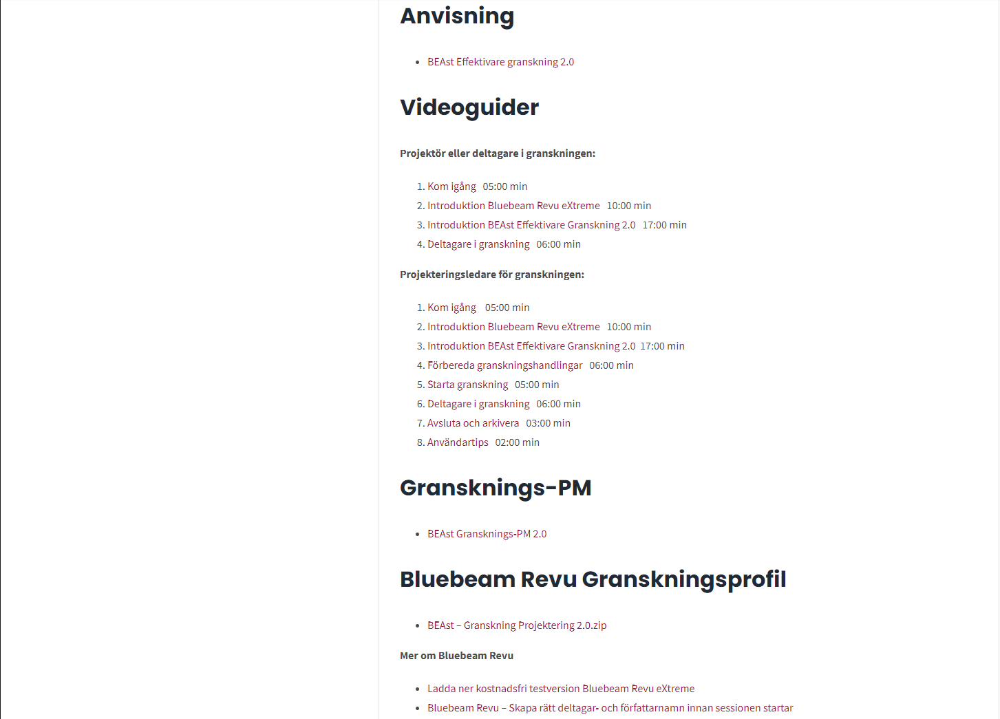 Anvisning
• BEAst Effektivare granskning 2.0
Videoguider
Projektör eller deltagare i granskningen:
1. Kom igång 05:00 min
2. Introduktion Bluebeam Revu eXtreme 10:00 min
3. Introduktion BEAst Effektivare Granskning 2.0 17:00 min
4. Deltagare i granskning 06:00 min
Projekteringsledare för granskningen:
1. Kom igång 05:00 min
2. Introduktion Bluebeam Revu eXtreme 10:00 min
3. Introduktion BEAst Effektivare Granskning 2.0 17:00 min
4. Förbereda granskningshandlingar 06:00 min
5. Starta granskning 05:00 min
6. Deltagare i granskning 06:00 min
7. Avsluta och arkivera 03:00 min
8. Användartips 02:00 min
Gransknings-PM
• BEAst Gransknings-PM 2.0
Bluebeam Revu Granskningsprofil
• BEAst – Granskning Projektering 2.0.zip
Mer om Bluebeam Revu
• Ladda ner kostnadsfri testversion Bluebeam Revu eXtreme
• Bluebeam Revu – Skapa rätt deltagar- och författarnamn innan sessionen startar